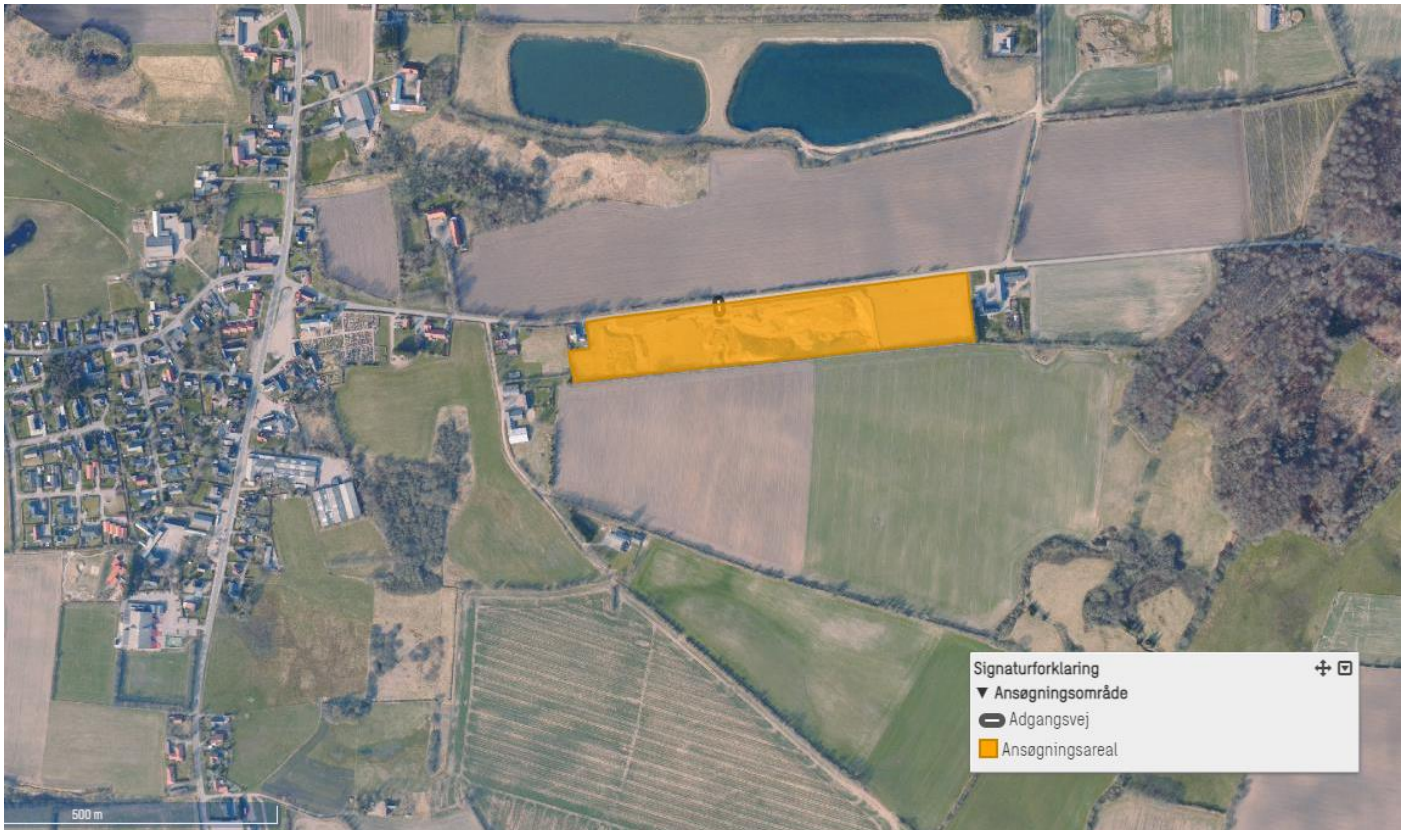 Signaturforklaring
▼ Ansøgningsområde
Adgangsvej
Ansøgningsareal
500 m